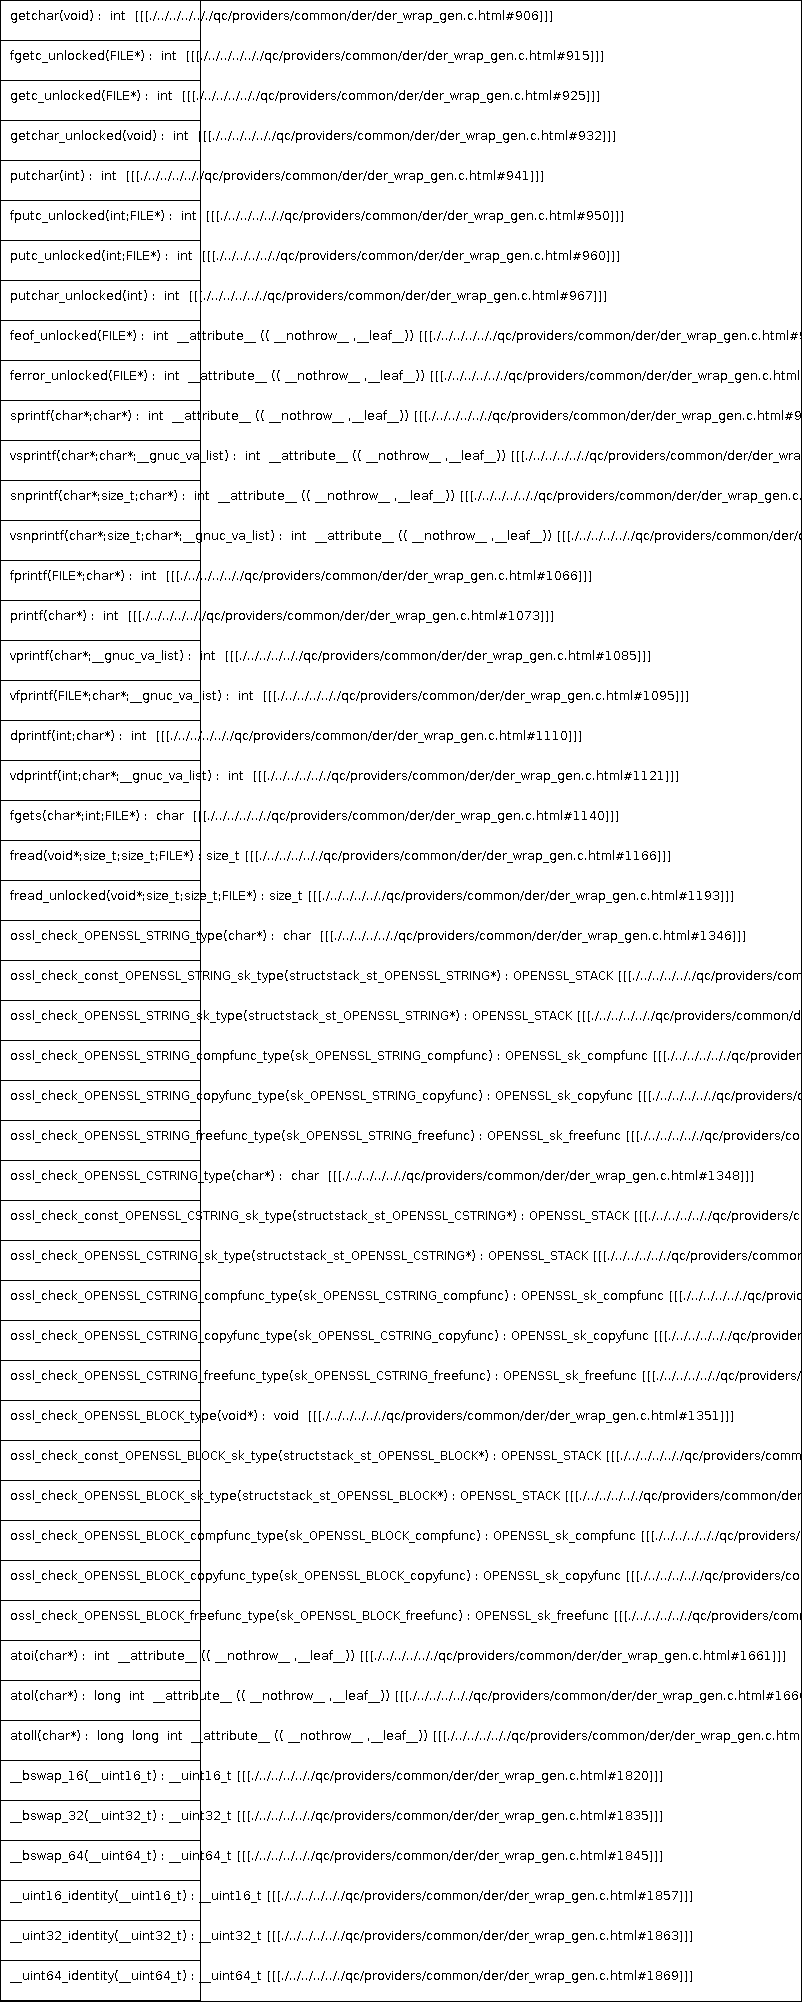 getchar(void) : int [[[./../../../../qc/providers/common/der/der_wrap_gen.c.html#906]]]
fgetc_unlocked(FILE*) : int [[[./../../../../qc/providers/common/der/der_wrap_gen.c.html#915]]]
getc_unlocked(FILE*) : int [[[./../../../../qc/providers/common/der/der_wrap_gen.c.html#925]]]
getchar_unlocked(void) : int [[[./../../../../qc/providers/common/der/der_wrap_gen.c.html#932]]]
putchar(int) : int [[[./../../../../qc/providers/common/der/der_wrap_gen.c.html#941]]]
fputc_unlocked(int;FILE*) : int [[[./../../../../qc/providers/common/der/der_wrap_gen.c.html#950]]]
putc_unlocked(int;FILE*) : int [[[./../../../../qc/providers/common/der/der_wrap_gen.c.html#960]]]
putchar_unlocked(int) : int [[[./../../../../qc/providers/common/der/der_wrap_gen.c.html#967]]]
feof_unlocked(FILE*) : int __attribute__ (( __nothrow__ ,__leaf__)) [[[./../../../../qc/providers/common/der/der_wrap_gen.c.html#9
ferror_unlocked(FILE*) : int __attribute__ (( __nothrow__ ,__leaf__)) [[[./../../../../qc/providers/common/der/der_wrap_gen.c.html
sprintf(char*;char*) : int __attribute__ (( __nothrow__ ,__leaf__)) [[[./../../../../qc/providers/common/der/der_wrap_gen.c.html#9
vsprintf(char*;char*;__gnuc_va_list) : int __attribute__ (( __nothrow__ ,__leaf__)) [[[./../../../../qc/providers/common/der/der_wra
snprintf(char*;size_t;char*) : int __attribute__ (( __nothrow__ ,__leaf__)) [[[./../../../../qc/providers/common/der/der_wrap_gen.c.
vsnprintf(char*;size_t;char*;__gnuc_va_list) : int __attribute__ (( __nothrow__ ,__leaf__)) [[[./../../../../qc/providers/common/der/
fprintf(FILE*;char*) : int [[[./../../../../qc/providers/common/der/der_wrap_gen.c.html#1066]]]
printf(char*) : int [[[./../../../../qc/providers/common/der/der_wrap_gen.c.html#1073]]]
vprintf(char*;__gnuc_va_list) : int [[[./../../../../qc/providers/common/der/der_wrap_gen.c.html#1085]]]
vfprintf(FILE*;char*;__gnuc_va_list) : int [[[./../../../../qc/providers/common/der/der_wrap_gen.c.html#1095]]]
dprintf(int;char*) : int [[[./../../../../qc/providers/common/der/der_wrap_gen.c.html#1110]]]
vdprintf(int;char*;__gnuc_va_list) : int [[[./../../../../qc/providers/common/der/der_wrap_gen.c.html#1121]]]
fgets(char*;int;FILE*) : char [[[./../../../../qc/providers/common/der/der_wrap_gen.c.html#1140]]]
fread(void*;size_t;size_t;FILE*) : size_t [[[./../../../../qc/providers/common/der/der_wrap_gen.c.html#1166]]]
fread_unlocked(void*;size_t;size_t;FILE*) : size_t [[[./../../../../qc/providers/common/der/der_wrap_gen.c.html#1193]]]
ossl_check_OPENSSL_STRING_type(char*) : char [[[./../../../../qc/providers/common/der/der_wrap_gen.c.html#1346]]]
ossl_check_const_OPENSSL_STRING_sk_type(structstack_st_OPENSSL_STRING*) : OPENSSL_STACK [[[./../../../../qc/providers/com
ossl_check_OPENSSL_STRING_sk_type(structstack_st_OPENSSL_STRING*) : OPENSSL_STACK [[[./../../../../qc/providers/common/d
ossl_check_OPENSSL_STRING_compfunc_type(sk_OPENSSL_STRING_compfunc) : OPENSSL_sk_compfunc [[[./../../../../qc/provider
ossl_check_OPENSSL_STRING_copyfunc_type(sk_OPENSSL_STRING_copyfunc) : OPENSSL_sk_copyfunc [[[./../../../../qc/providers/c
ossl_check_OPENSSL_STRING_freefunc_type(sk_OPENSSL_STRING_freefunc) : OPENSSL_sk_freefunc [[[./../../../../qc/providers/co
ossl_check_OPENSSL_CSTRING_type(char*) : char [[[./../../../../qc/providers/common/der/der_wrap_gen.c.html#1348]]]
ossl_check_const_OPENSSL_CSTRING_sk_type(structstack_st_OPENSSL_CSTRING*) : OPENSSL_STACK [[[./../../../../qc/providers/c
ossl_check_OPENSSL_CSTRING_sk_type(structstack_st_OPENSSL_CSTRING*) : OPENSSL_STACK [[[./../../../../qc/providers/common
ossl_check_OPENSSL_CSTRING_compfunc_type(sk_OPENSSL_CSTRING_compfunc) : OPENSSL_sk_compfunc [[[./../../../../qc/provid
ossl_check_OPENSSL_CSTRING_copyfunc_type(sk_OPENSSL_CSTRING_copyfunc) : OPENSSL_sk_copyfunc [[[./../../../../qc/provider
ossl_check_OPENSSL_CSTRING_freefunc_type(sk_OPENSSL_CSTRING_freefunc) : OPENSSL_sk_freefunc [[[./../../../../qc/providers/
ossl_check_OPENSSL_BLOCK_type(void*) : void [[[./../../../../qc/providers/common/der/der_wrap_gen.c.html#1351]]]
ossl_check_const_OPENSSL_BLOCK_sk_type(structstack_st_OPENSSL_BLOCK*) : OPENSSL_STACK [[[./../../../../qc/providers/comm
ossl_check_OPENSSL_BLOCK_sk_type(structstack_st_OPENSSL_BLOCK*) : OPENSSL_STACK [[[./../../../../qc/providers/common/der
ossl_check_OPENSSL_BLOCK_compfunc_type(sk_OPENSSL_BLOCK_compfunc) : OPENSSL_sk_compfunc [[[./../../../../qc/providers/
ossl_check_OPENSSL_BLOCK_copyfunc_type(sk_OPENSSL_BLOCK_copyfunc) : OPENSSL_sk_copyfunc [[[./../../../../qc/providers/co
ossl_check_OPENSSL_BLOCK_freefunc_type(sk_OPENSSL_BLOCK_freefunc) : OPENSSL_sk_freefunc [[[./../../../../qc/providers/com
atoi(char*) : int __attribute__ (( __nothrow__ ,__leaf__)) [[[./../../../../qc/providers/common/der/der_wrap_gen.c.html#1661]]]
atol(char*) : long int __attribute__ (( __nothrow__ ,__leaf__)) [[[./../../../../qc/providers/common/der/der_wrap_gen.c.html#166
atoll(char*) : long long int __attribute__ (( __nothrow__ ,__leaf__)) [[[./../../../../qc/providers/common/der/der_wrap_gen.c.htm
__bswap_16(__uint16_t) : __uint16_t [[[./../../../../qc/providers/common/der/der_wrap_gen.c.html#1820]]]
__bswap_32(__uint32_t) : __uint32_t [[[./../../../../qc/providers/common/der/der_wrap_gen.c.html#1835]]]
__bswap_64(__uint64_t) : __uint64_t [[[./../../../../qc/providers/common/der/der_wrap_gen.c.html#1845]]]
__uint16_identity(__uint16_t) : __uint16_t [[[./../../../../qc/providers/common/der/der_wrap_gen.c.html#1857]]]
__uint32_identity(__uint32_t) : __uint32_t [[[./../../../../qc/providers/common/der/der_wrap_gen.c.html#1863]]]
__uint64_identity(__uint64_t) : __uint64_t [[[./../../../../qc/providers/common/der/der_wrap_gen.c.html#1869]]]